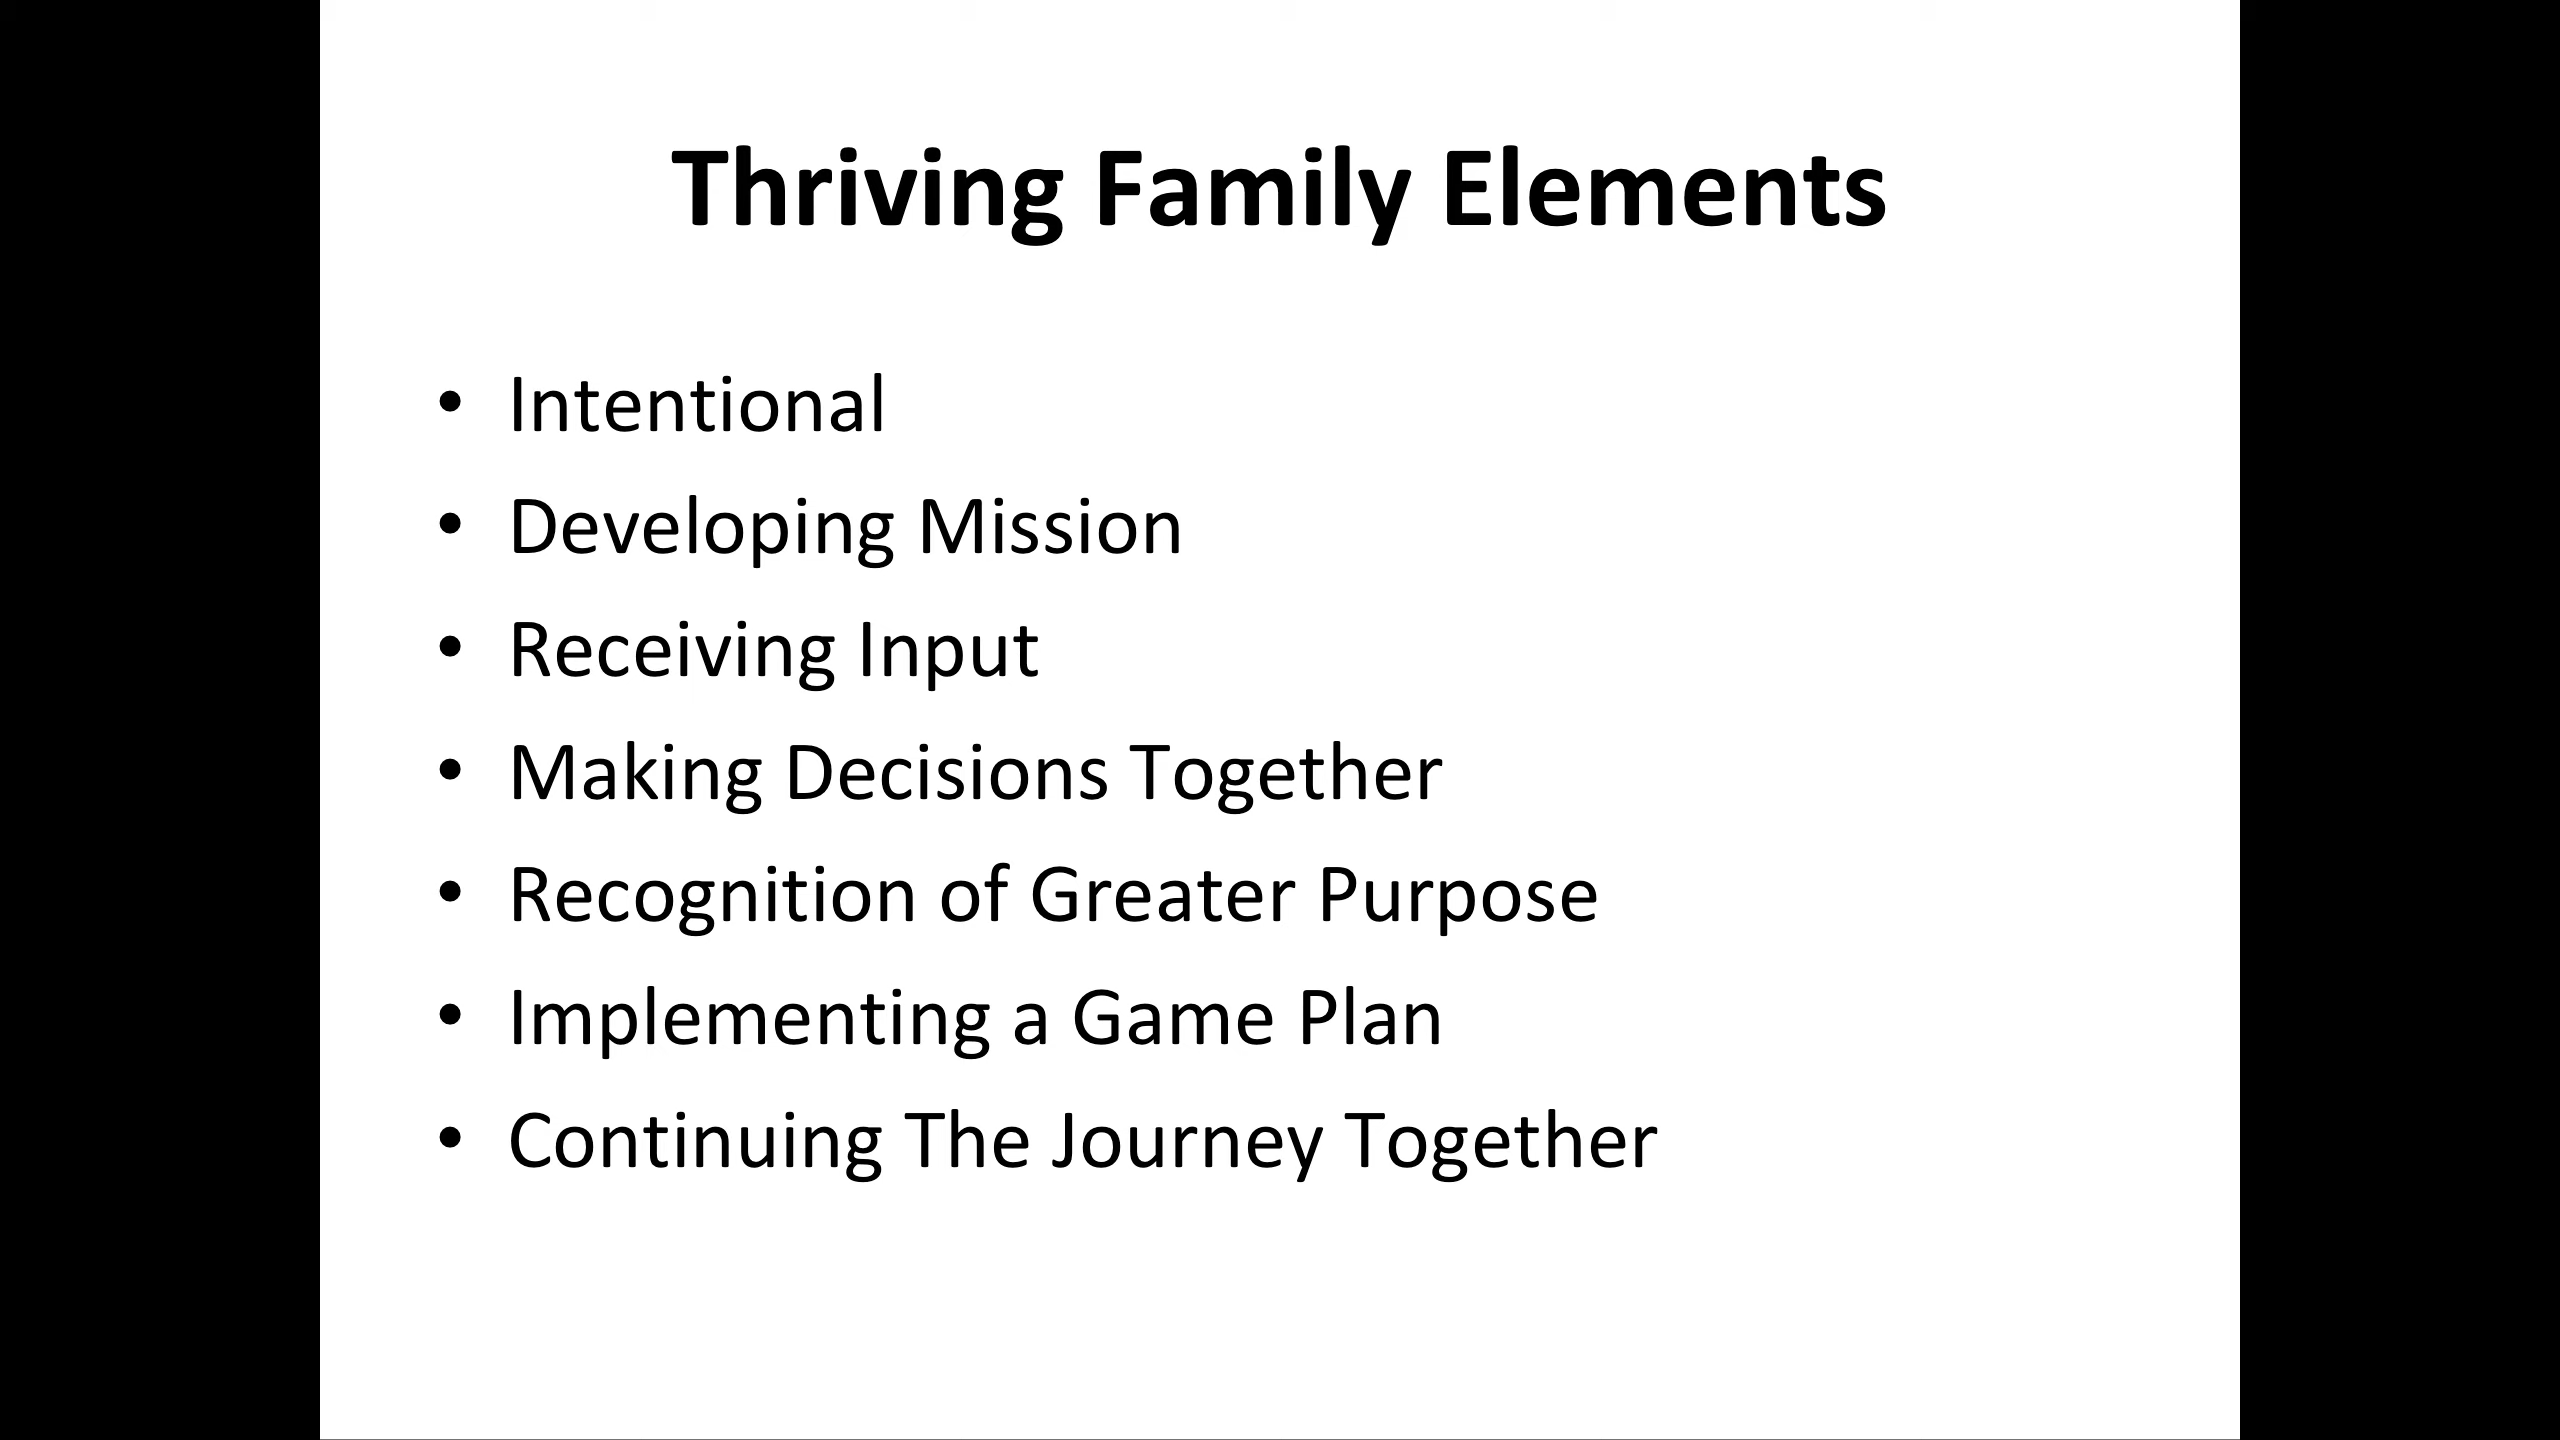 Thriving Family Elements
• Intentional
• Developing Mission
• Receiving Input
• Making Decisions Together
• Recognition of Greater Purpose
• Implementing a Game Plan
• Continuing The Journey Together